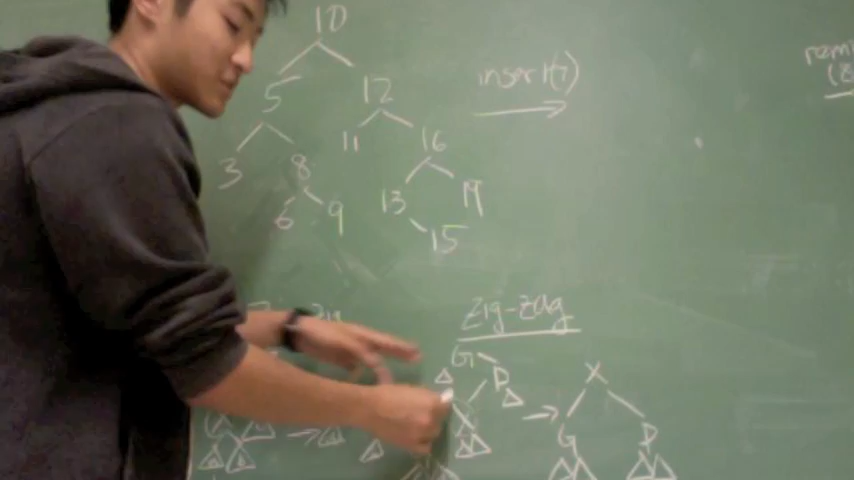 10
5 12 insert(7)
3 8 11 16
6 9 13 19
15
Zig-zag
G
P X
X G P